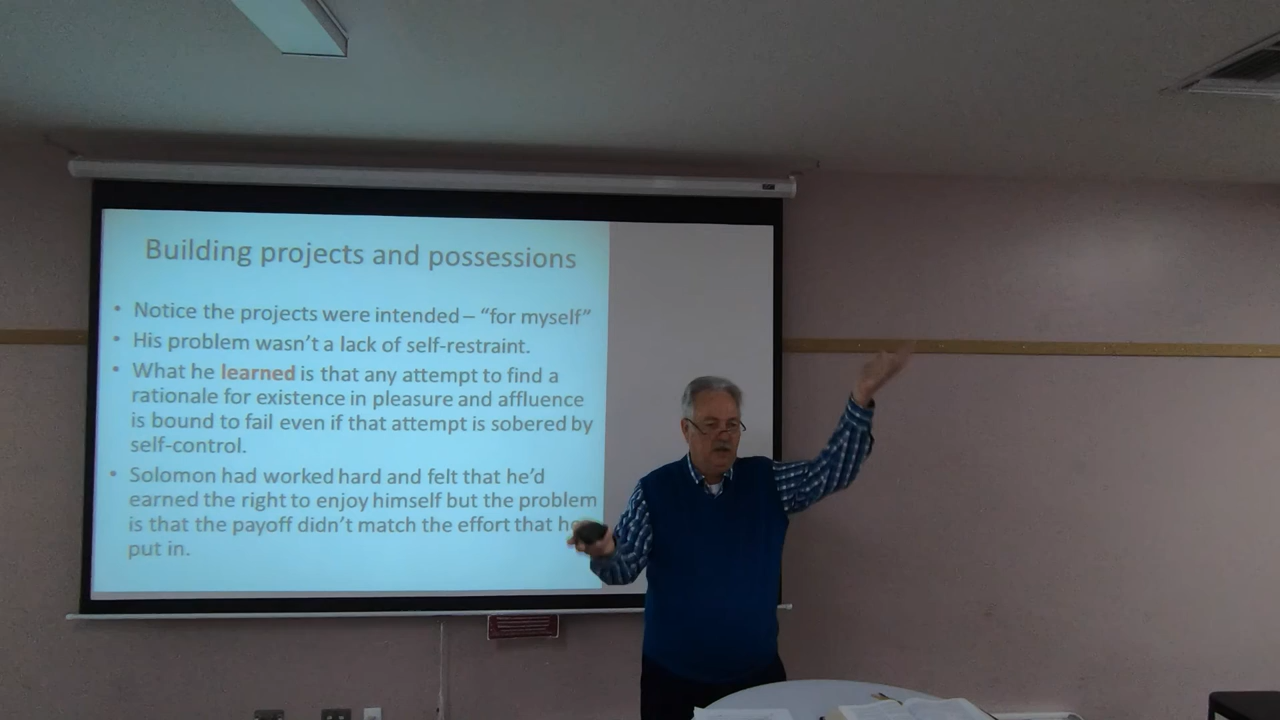 Building projects and possessions
• Notice the projects were intended – “for myself”
• His problem wasn’t a lack of self-restraint.
• What he learned is that any attempt to find a
rationale for existence in pleasure and affluence
is bound to fail even if that attempt is sobered by
self-control.
• Solomon had worked hard and felt that he’d
earned the right to enjoy himself but the problem
is that the payoff didn’t match the effort that he
put in.